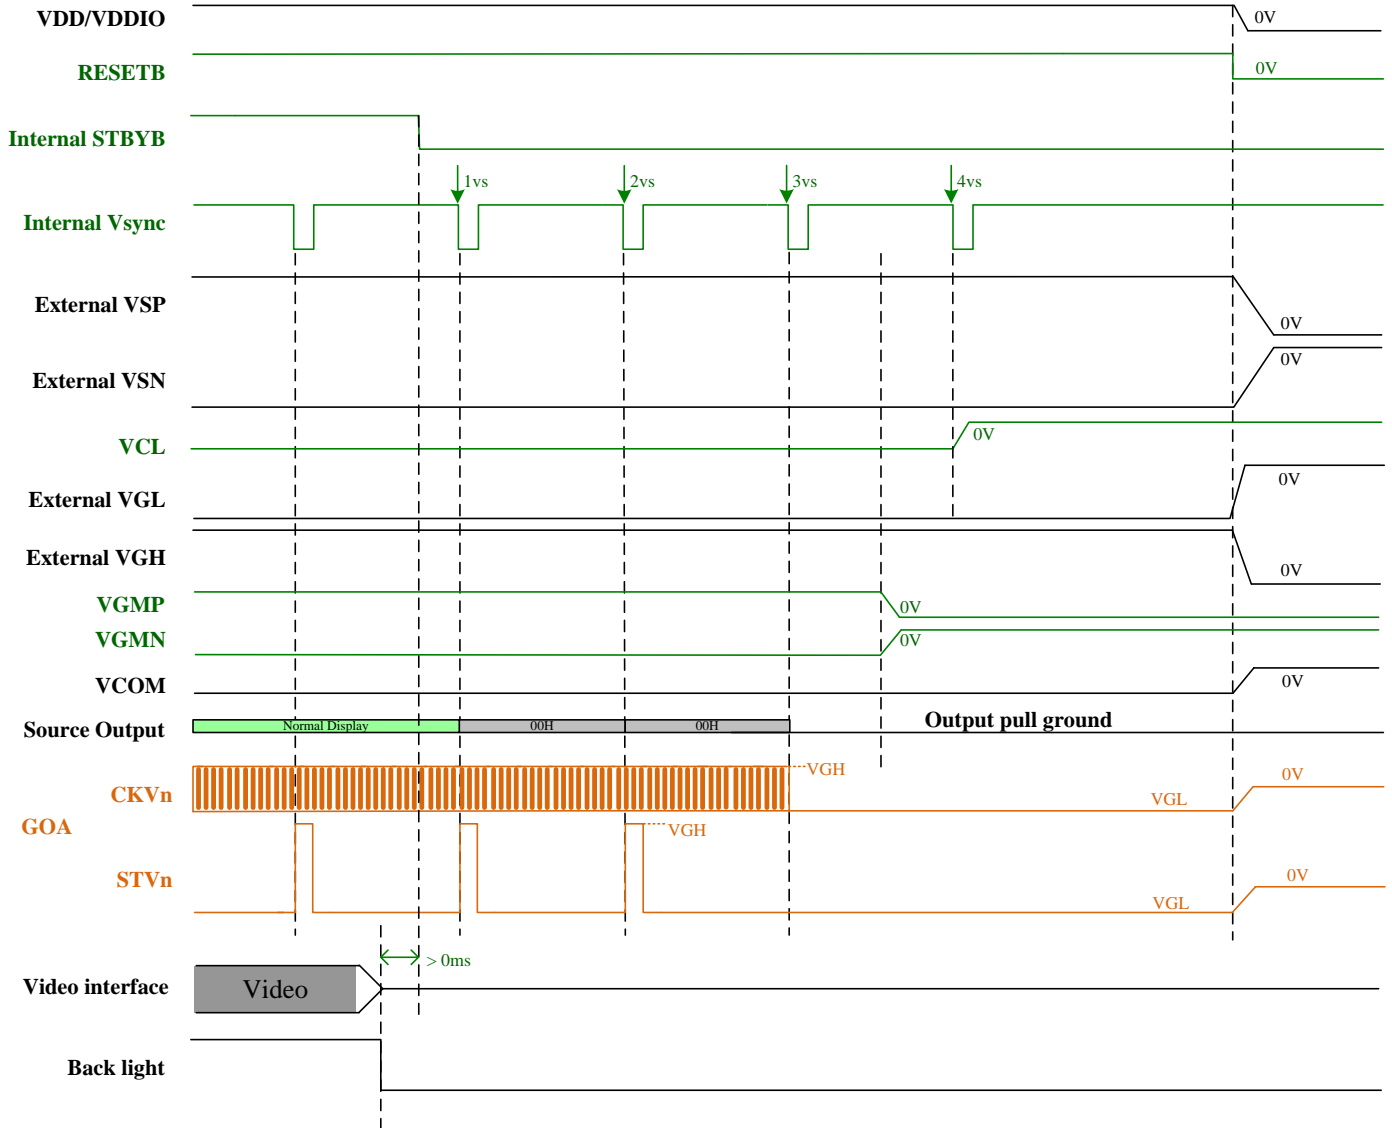 VDD/VDDIO
0V
RESETB
0V
Internal STBYB
1vs 2vs 3vs 4vs
Internal Vsync
External VSP
0V
External VSN
0V
VCL
0V
External VGL
0V
External VGH
0V
VGMP
0V
VGMN
0V
VCOM
0V
Source Output
Normal Display 00H 00H
Output pull ground
CKVn
VGH
VGL
0V
GOA
VGH
STVn
VGL
0V
> 0ms
Video interface
Video
Back light